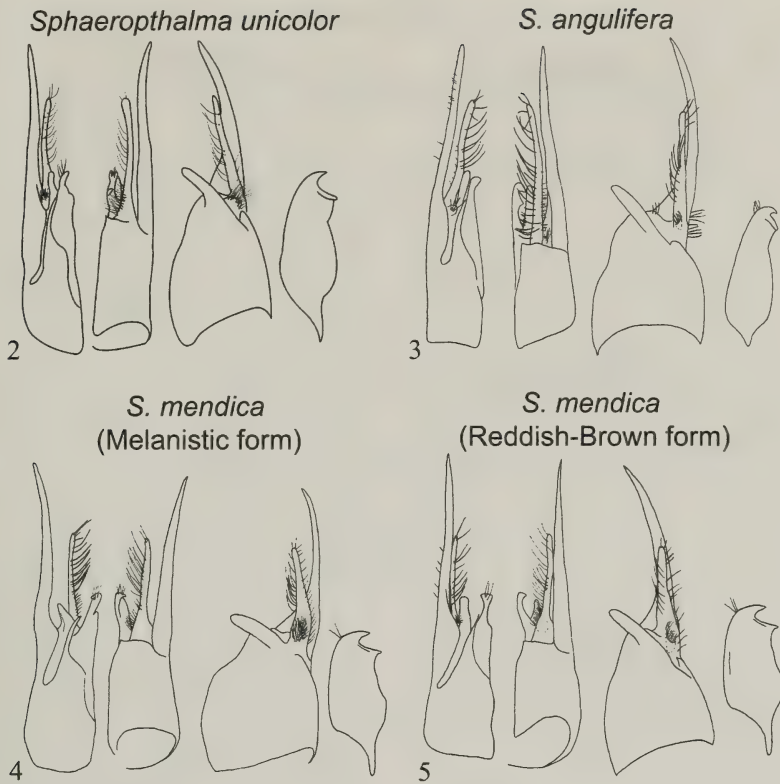 Sphaeropthalma unicolor
S. angulifera
2
3
S. mendica
(Melanistic form)
S. mendica
(Reddish-Brown form)
4
5